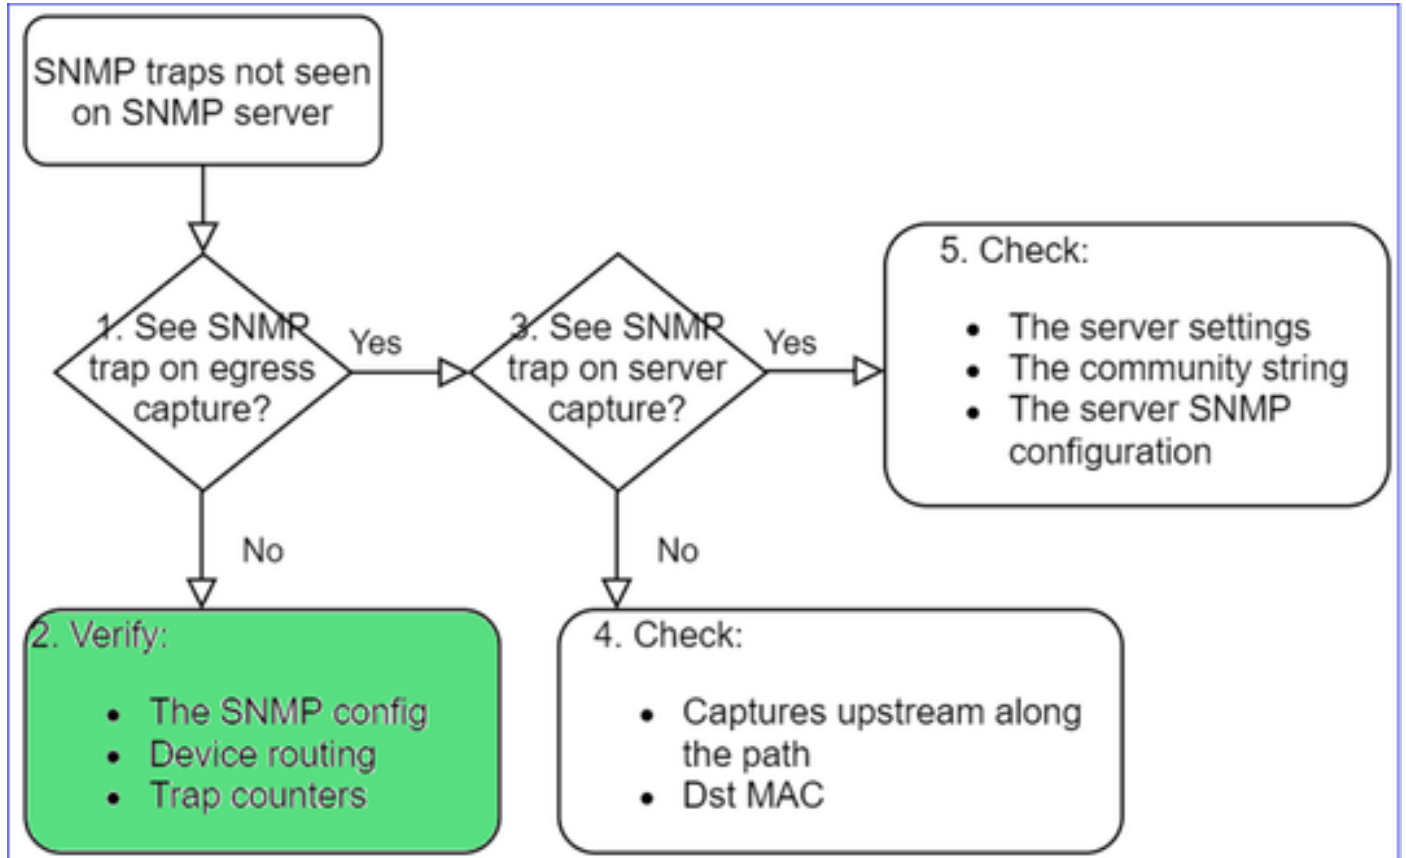 SNMP traps not seen
on SNMP server
1. See SNMP
trap on egress
capture?
Yes
3. See SNMP
trap on server
capture?
Yes
5. Check:
• The server settings
• The community string
• The server SNMP
configuration
No
No
2. Verify:
• The SNMP config
• Device routing
• Trap counters
4. Check:
• Captures upstream along
the path
• Dst MAC